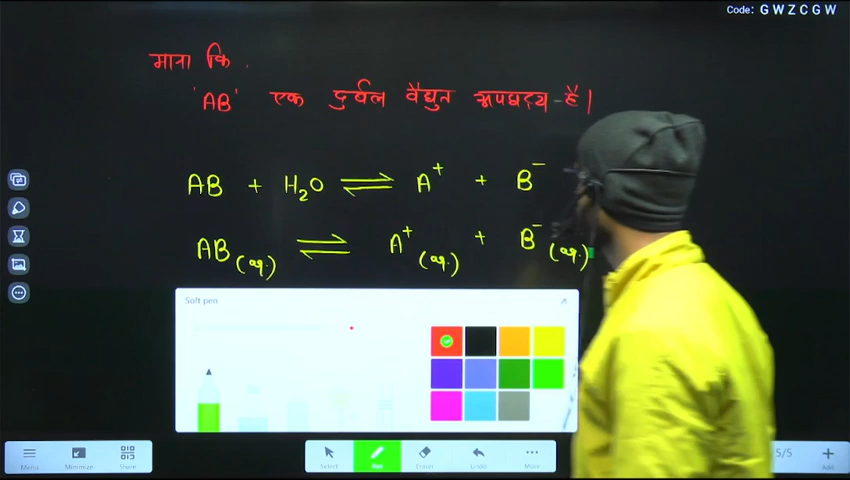 Code: G W Z C G W
माना कि
'AB' एक दुर्बल वैद्युत अपघट्य है।
AB + H₂O ⇌ A⁺ + B⁻
AB(aq.) ⇌ A⁺(aq.) + B⁻(aq.)
Soft pen
Menu Minimize Share Select Pen Eraser Undo More 5/5 Add